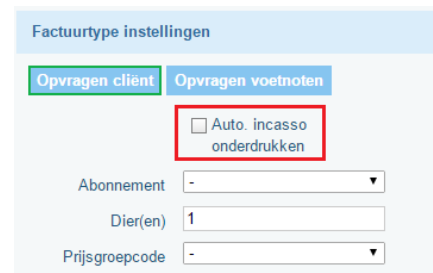 Factuurtype instellingen
Opvragen cliënt Opvragen voetnoten
Auto. incasso
onderdrukken
Abonnement -
Dier(en) 1
Prijsgroepcode -